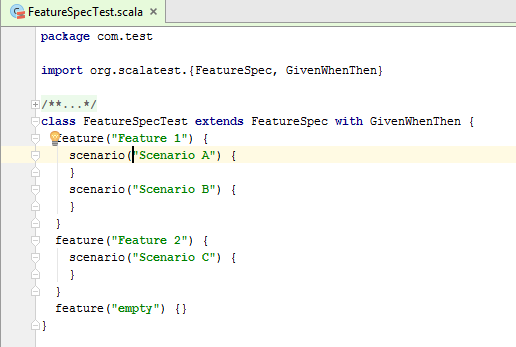 FeatureSpecTest.scala
package com.test
import org.scalatest.{FeatureSpec, GivenWhenThen}
/**...*/
class FeatureSpecTest extends FeatureSpec with GivenWhenThen {
feature("Feature 1") {
scenario("Scenario A") {
}
scenario("Scenario B") {
}
}
feature("Feature 2") {
scenario("Scenario C") {
}
}
feature("empty") {}
}